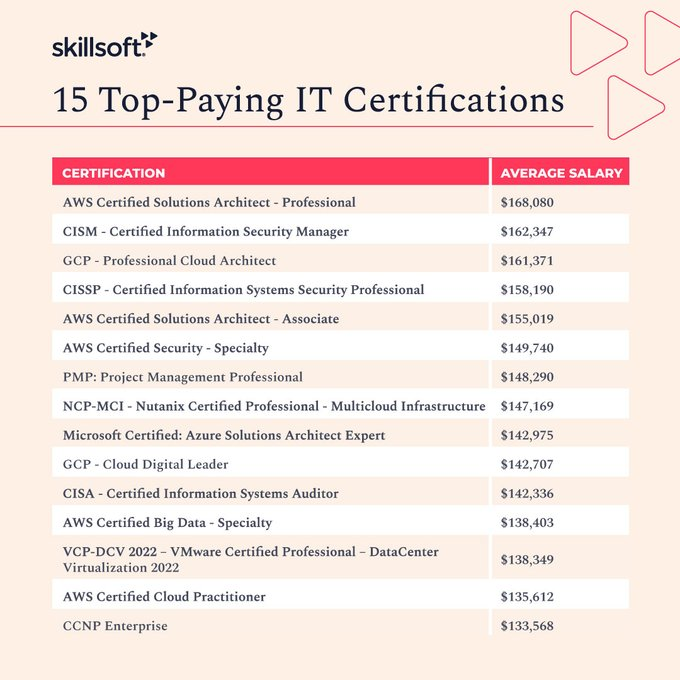 skillsoft
15 Top-Paying IT Certifications
CERTIFICATION AVERAGE SALARY
AWS Certified Solutions Architect - Professional $168,080
CISM - Certified Information Security Manager $162,347
GCP - Professional Cloud Architect $161,371
CISSP - Certified Information Systems Security Professional $158,190
AWS Certified Solutions Architect - Associate $155,019
AWS Certified Security - Specialty $149,740
PMP: Project Management Professional $148,290
NCP-MCI - Nutanix Certified Professional - Multicloud Infrastructure $147,169
Microsoft Certified: Azure Solutions Architect Expert $142,975
GCP - Cloud Digital Leader $142,707
CISA - Certified Information Systems Auditor $142,336
AWS Certified Big Data - Specialty $138,403
VCP-DCV 2022 – VMware Certified Professional – DataCenter
Virtualization 2022 $138,349
AWS Certified Cloud Practitioner $135,612
CCNP Enterprise $133,568